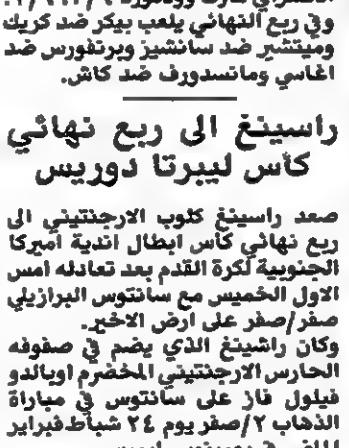 وفي ربع النهائي يلعب بيكر ضد كريك
وميتشير ضد سانشيز وبرتفورس ضد
اغاسي ومانسدورف ضد كاش.
راسينغ الى ربع نهائي
كأس ليبرتا دوريس
صعد راسينغ كلوب الارجنتيني الى
ربع نهائي كأس ابطال اندية اميركا
الجنوبية لكرة القدم بعد تعادله امس
الاول الخميس مع سانتوس البرازيلي
صفر/صفر على ارض الاخير.
وكان راشينغ الذي يضم في صفوفه
الحارس الارجنتيني المخضرم اوبالدو
فيلول فاز على سانتوس في مباراة
الذهاب ٢/صفر يوم ٢٤ شباط فبراير